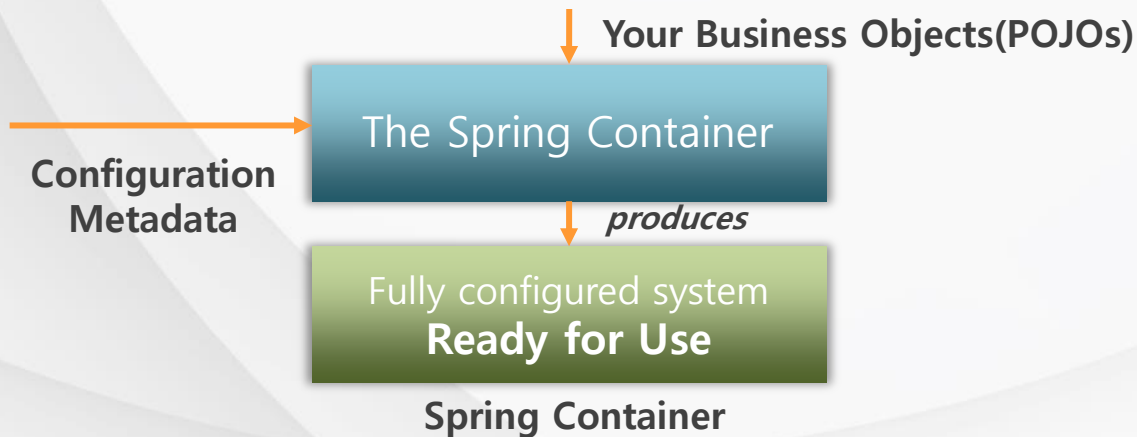 Your Business Objects(POJOs)
The Spring Container
Configuration
Metadata
produces
Fully configured system
Ready for Use
Spring Container